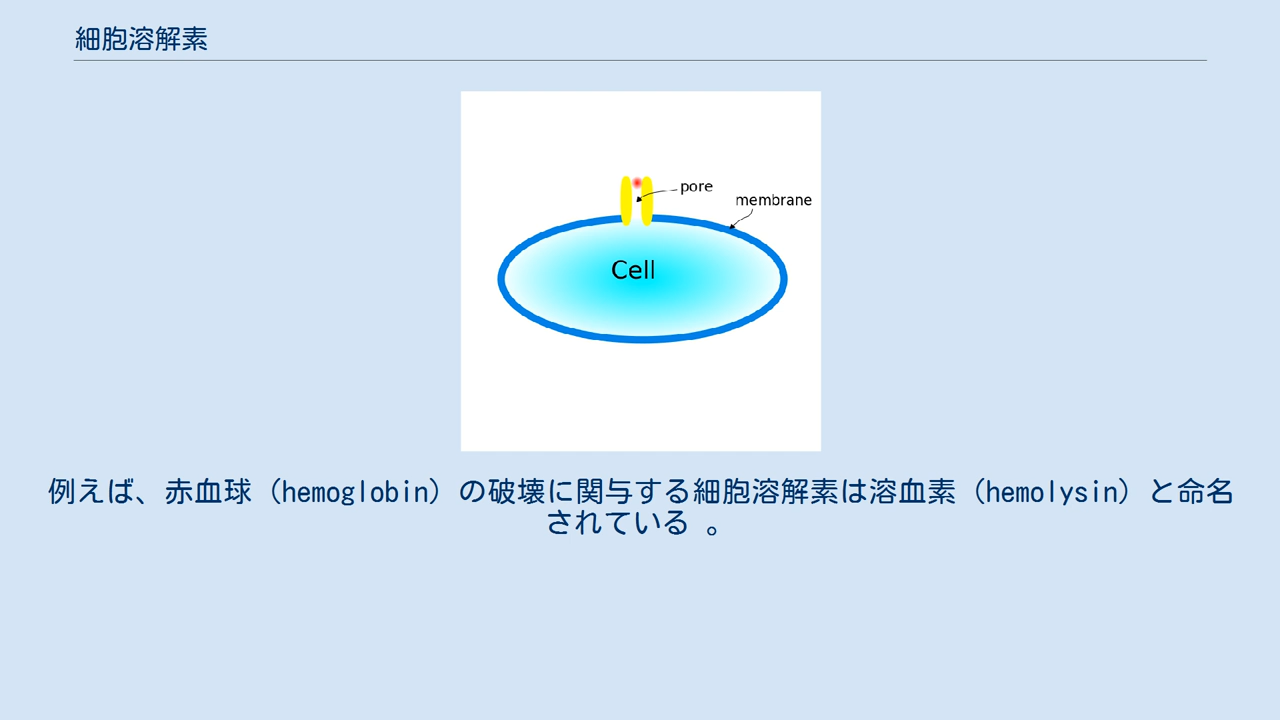 細胞溶解素
pore
membrane
Cell
例えば、赤血球（hemoglobin）の破壊に関与する細胞溶解素は溶血素（hemolysin）と命名
されている 。